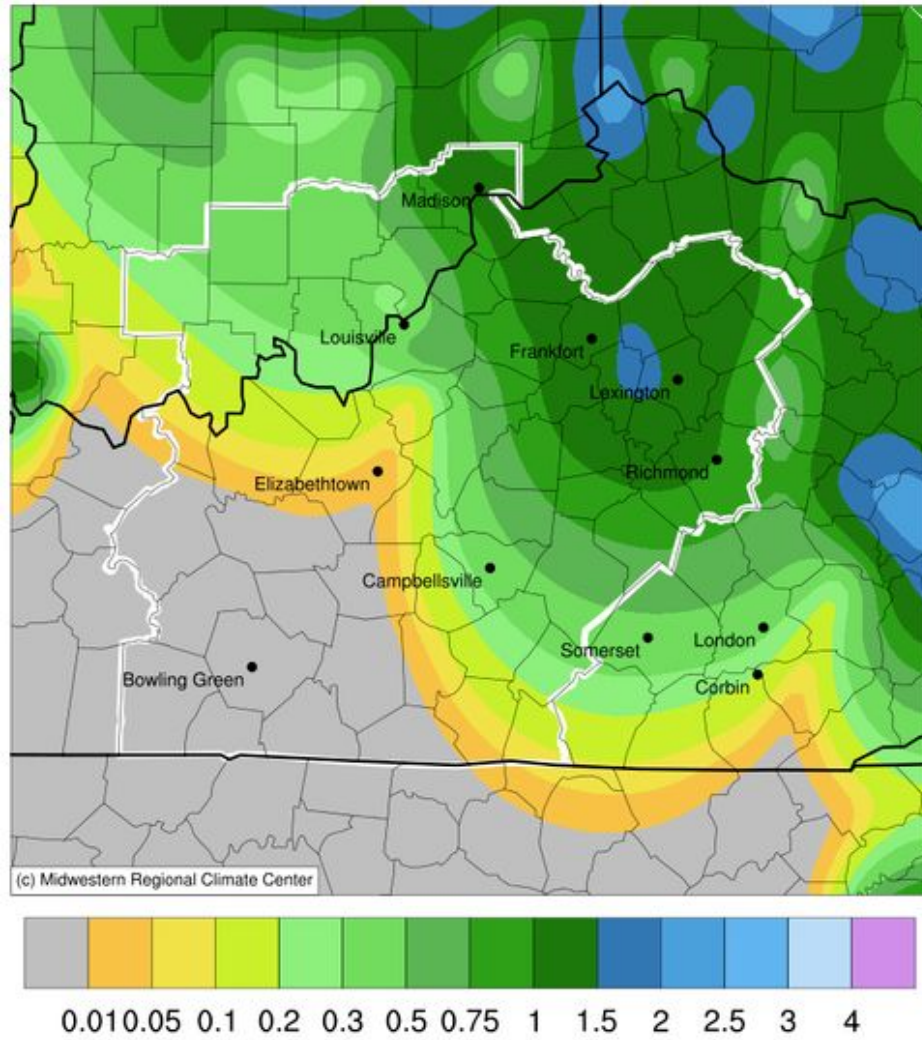 Madison
Louisville
Frankfort
Lexington
Richmond
Elizabethtown
Campbellsville
Somerset
London
Bowling Green
Corbin
(c) Midwestern Regional Climate Center
0.01 0.05 0.1 0.2 0.3 0.5 0.75 1 1.5 2 2.5 3 4